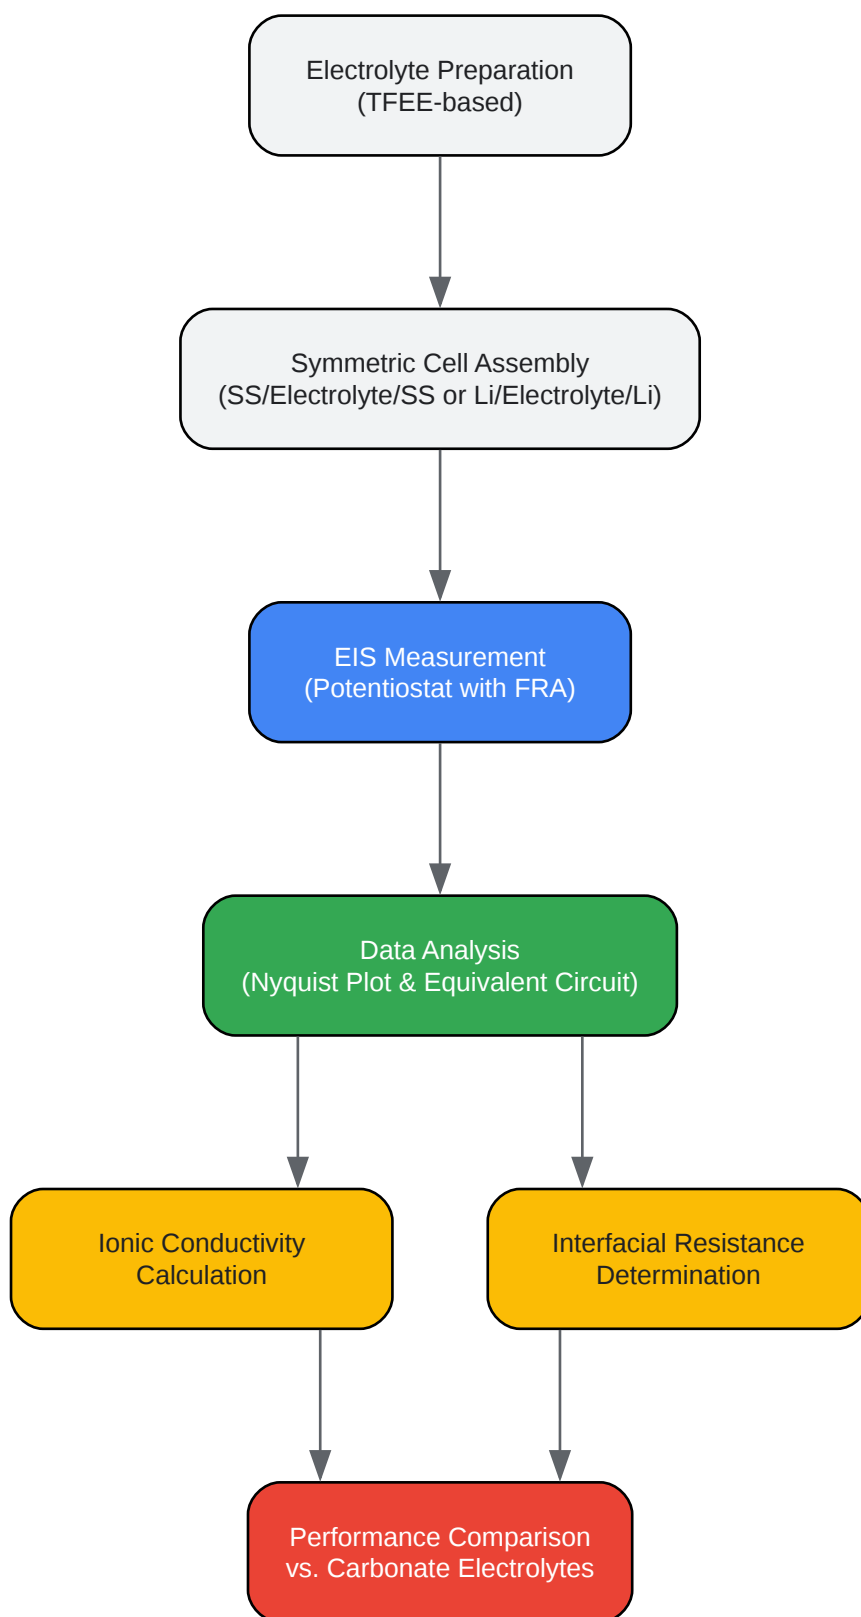 Electrolyte Preparation
(TFEE-based)
Symmetric Cell Assembly
(SS/Electrolyte/SS or Li/Electrolyte/Li)
EIS Measurement
(Potentiostat with FRA)
Data Analysis
(Nyquist Plot & Equivalent Circuit)
Ionic Conductivity
Calculation
Interfacial Resistance
Determination
Performance Comparison
vs. Carbonate Electrolytes